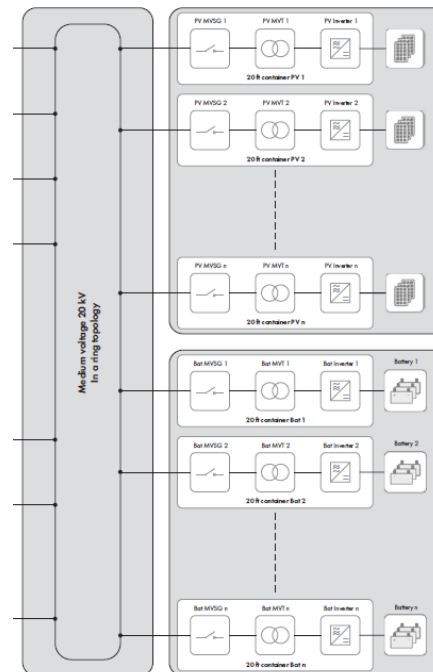 PV MVSG 1 PV MVT 1 PV Inverter 1
20 ft container PV 1
PV MVSG 2 PV MVT 2 PV Inverter 2
20 ft container PV 2
PV MVSG n PV MVT n PV Inverter n
20 ft container PV n
Medium voltage 20 kV
In a ring topology
Bat MVSG 1 Bat MVT 1 Bat Inverter 1 Battery 1
20 ft container Bat 1
Bat MVSG 2 Bat MVT 2 Bat Inverter 2 Battery 2
20 ft container Bat 2
Bat MVSG n Bat MVT n Bat Inverter n Battery n
20 ft container Bat n